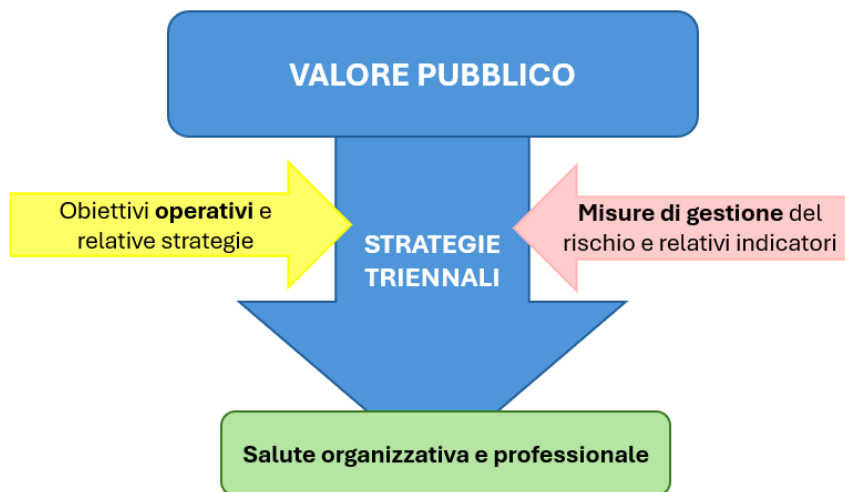 VALORE PUBBLICO
Obiettivi operativi e
relative strategie
STRATEGIE
TRIENNALI
Misure di gestione del
rischio e relativi indicatori
Salute organizzativa e professionale